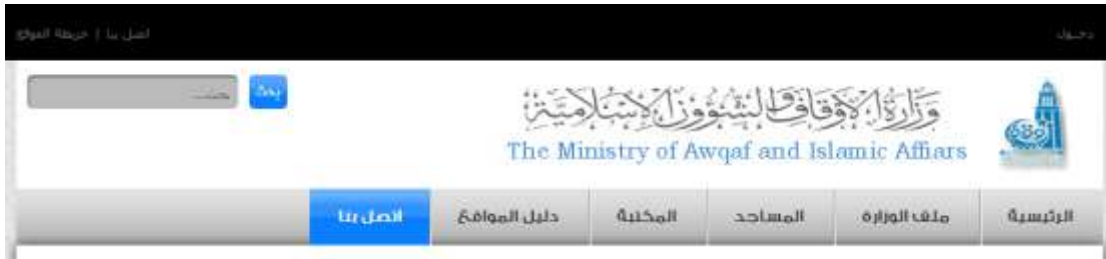 دخول
اتصل بنا | خريطة الموقع
بحث...
بحث
وزارة الأوقاف والشؤون الإسلامية
The Ministry of Awqaf and Islamic Affiars
الرئيسية
ملف الوزارة
المساجد
المكتبة
دليل المواقع
اتصل بنا